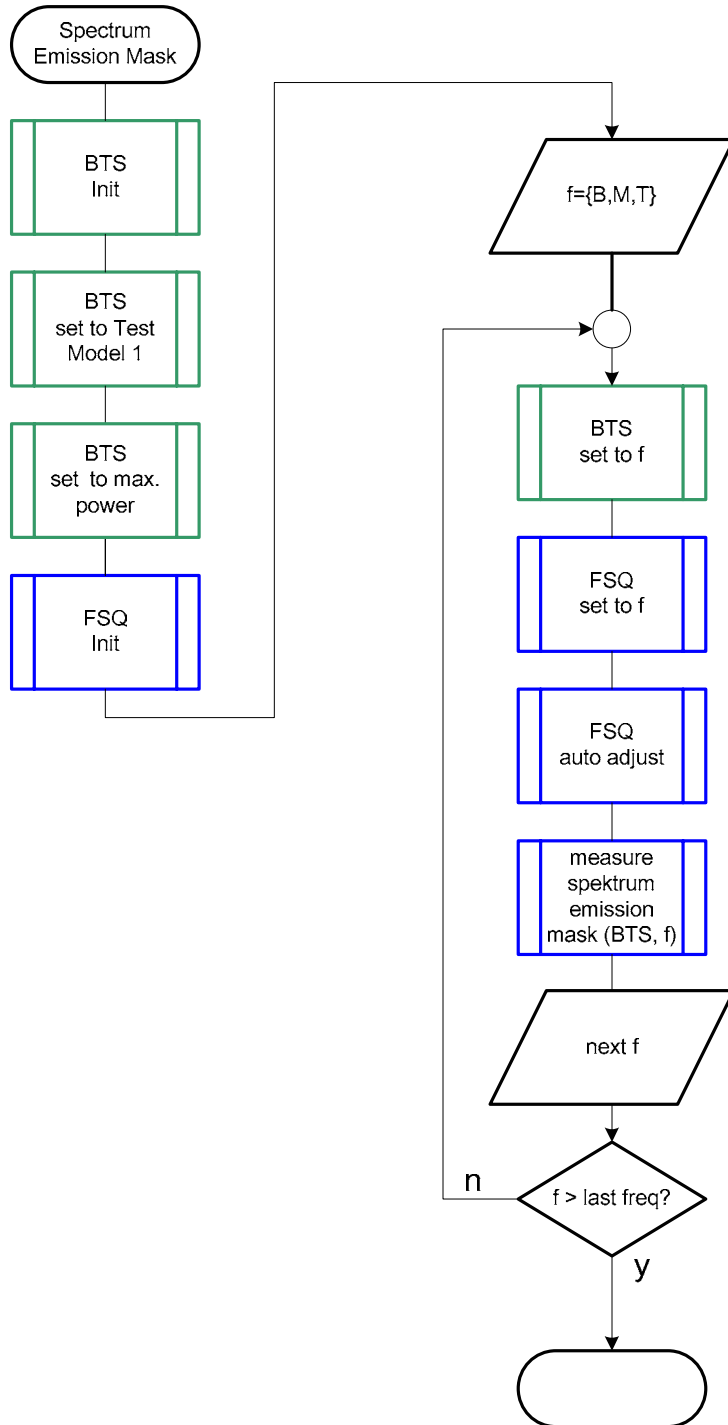 Spectrum
Emission Mask
BTS
Init
BTS
set to Test
Model 1
BTS
set to max.
power
FSQ
Init
f={B,M,T}
BTS
set to f
FSQ
set to f
FSQ
auto adjust
measure
spektrum
emission
mask (BTS, f)
next f
f > last freq?
n
y